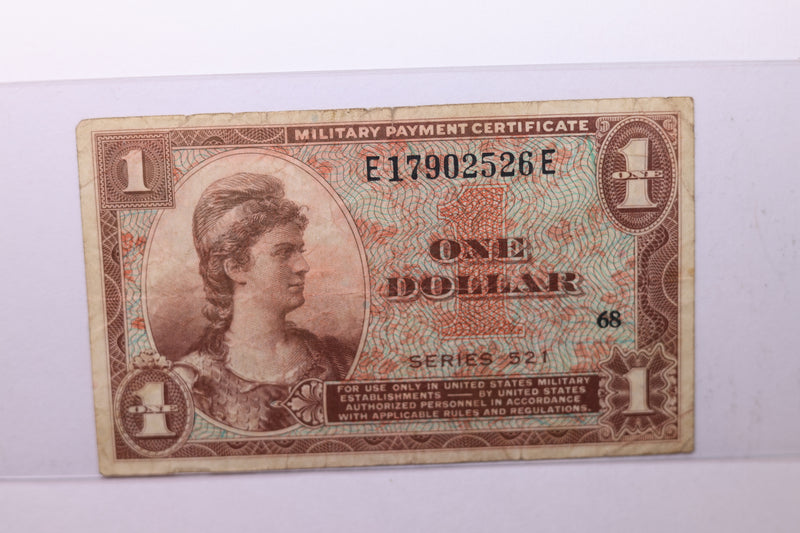 MILITARY PAYMENT CERTIFICATE
1
E17902526E
1
ONE
ONE
DOLLAR
68
SERIES 521
1
ONE
FOR USE ONLY IN UNITED STATES MILITARY
ESTABLISHMENTS — BY UNITED STATES
AUTHORIZED PERSONNEL IN ACCORDANCE
WITH APPLICABLE RULES AND REGULATIONS.
1